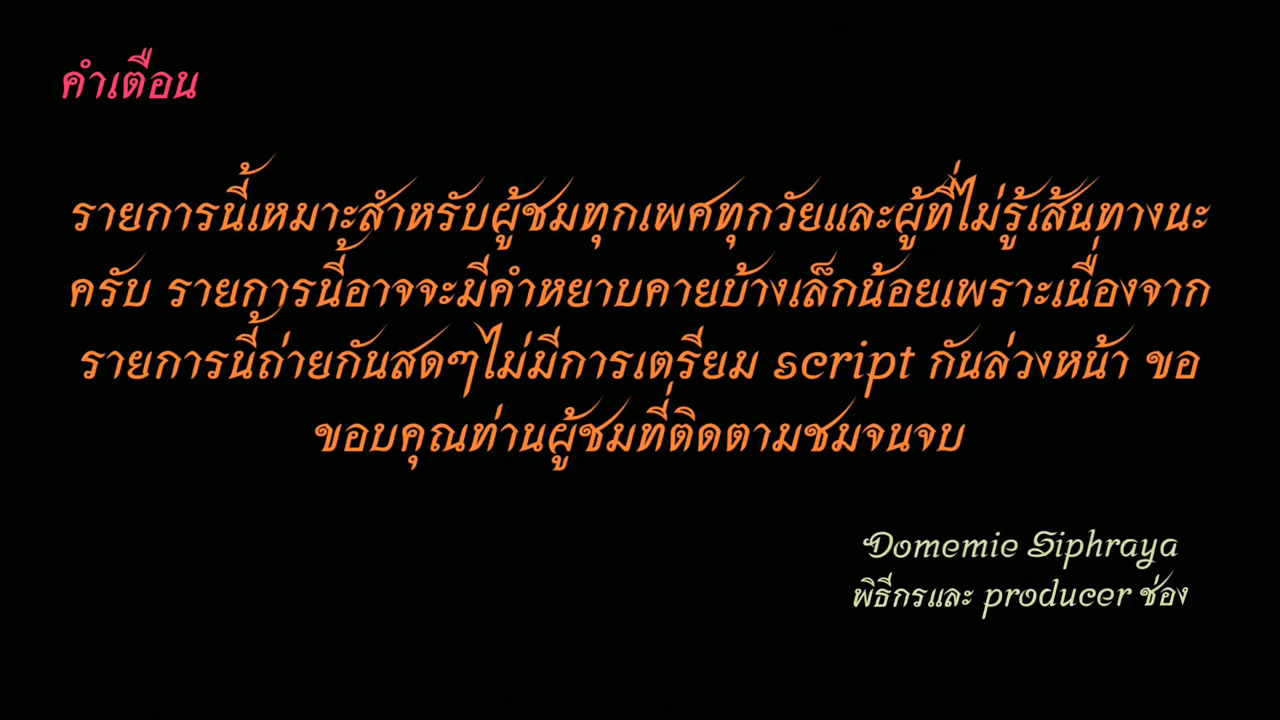 คำเตือน
รายการนี้เหมาะสำหรับผู้ชมทุกเพศทุกวัยและผู้ที่ไม่รู้เส้นทางนะ
ครับ รายการนี้อาจจะมีคำหยาบคายบ้างเล็กน้อยเพราะเนื่องจาก
รายการนี้ถ่ายกันสดๆไม่มีการเตรียม script กันล่วงหน้า ขอ
ขอบคุณท่านผู้ชมที่ติดตามชมจนจบ
Domemie Siphraya
พิธีกรและ producer ช่อง